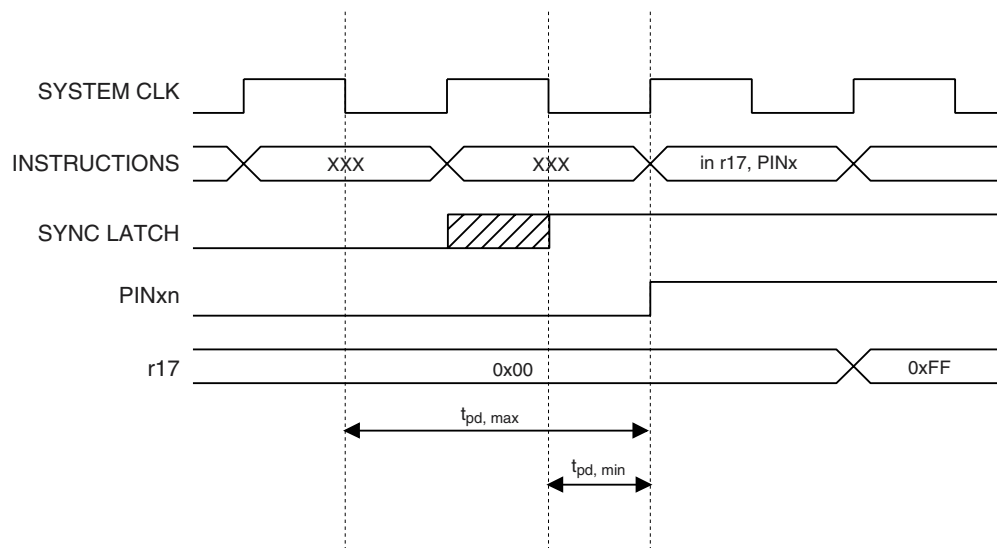 SYSTEM CLK
INSTRUCTIONS
XXX
XXX
in r17, PINx
SYNC LATCH
PINxn
r17
0x00
0xFF
tpd, max
tpd, min